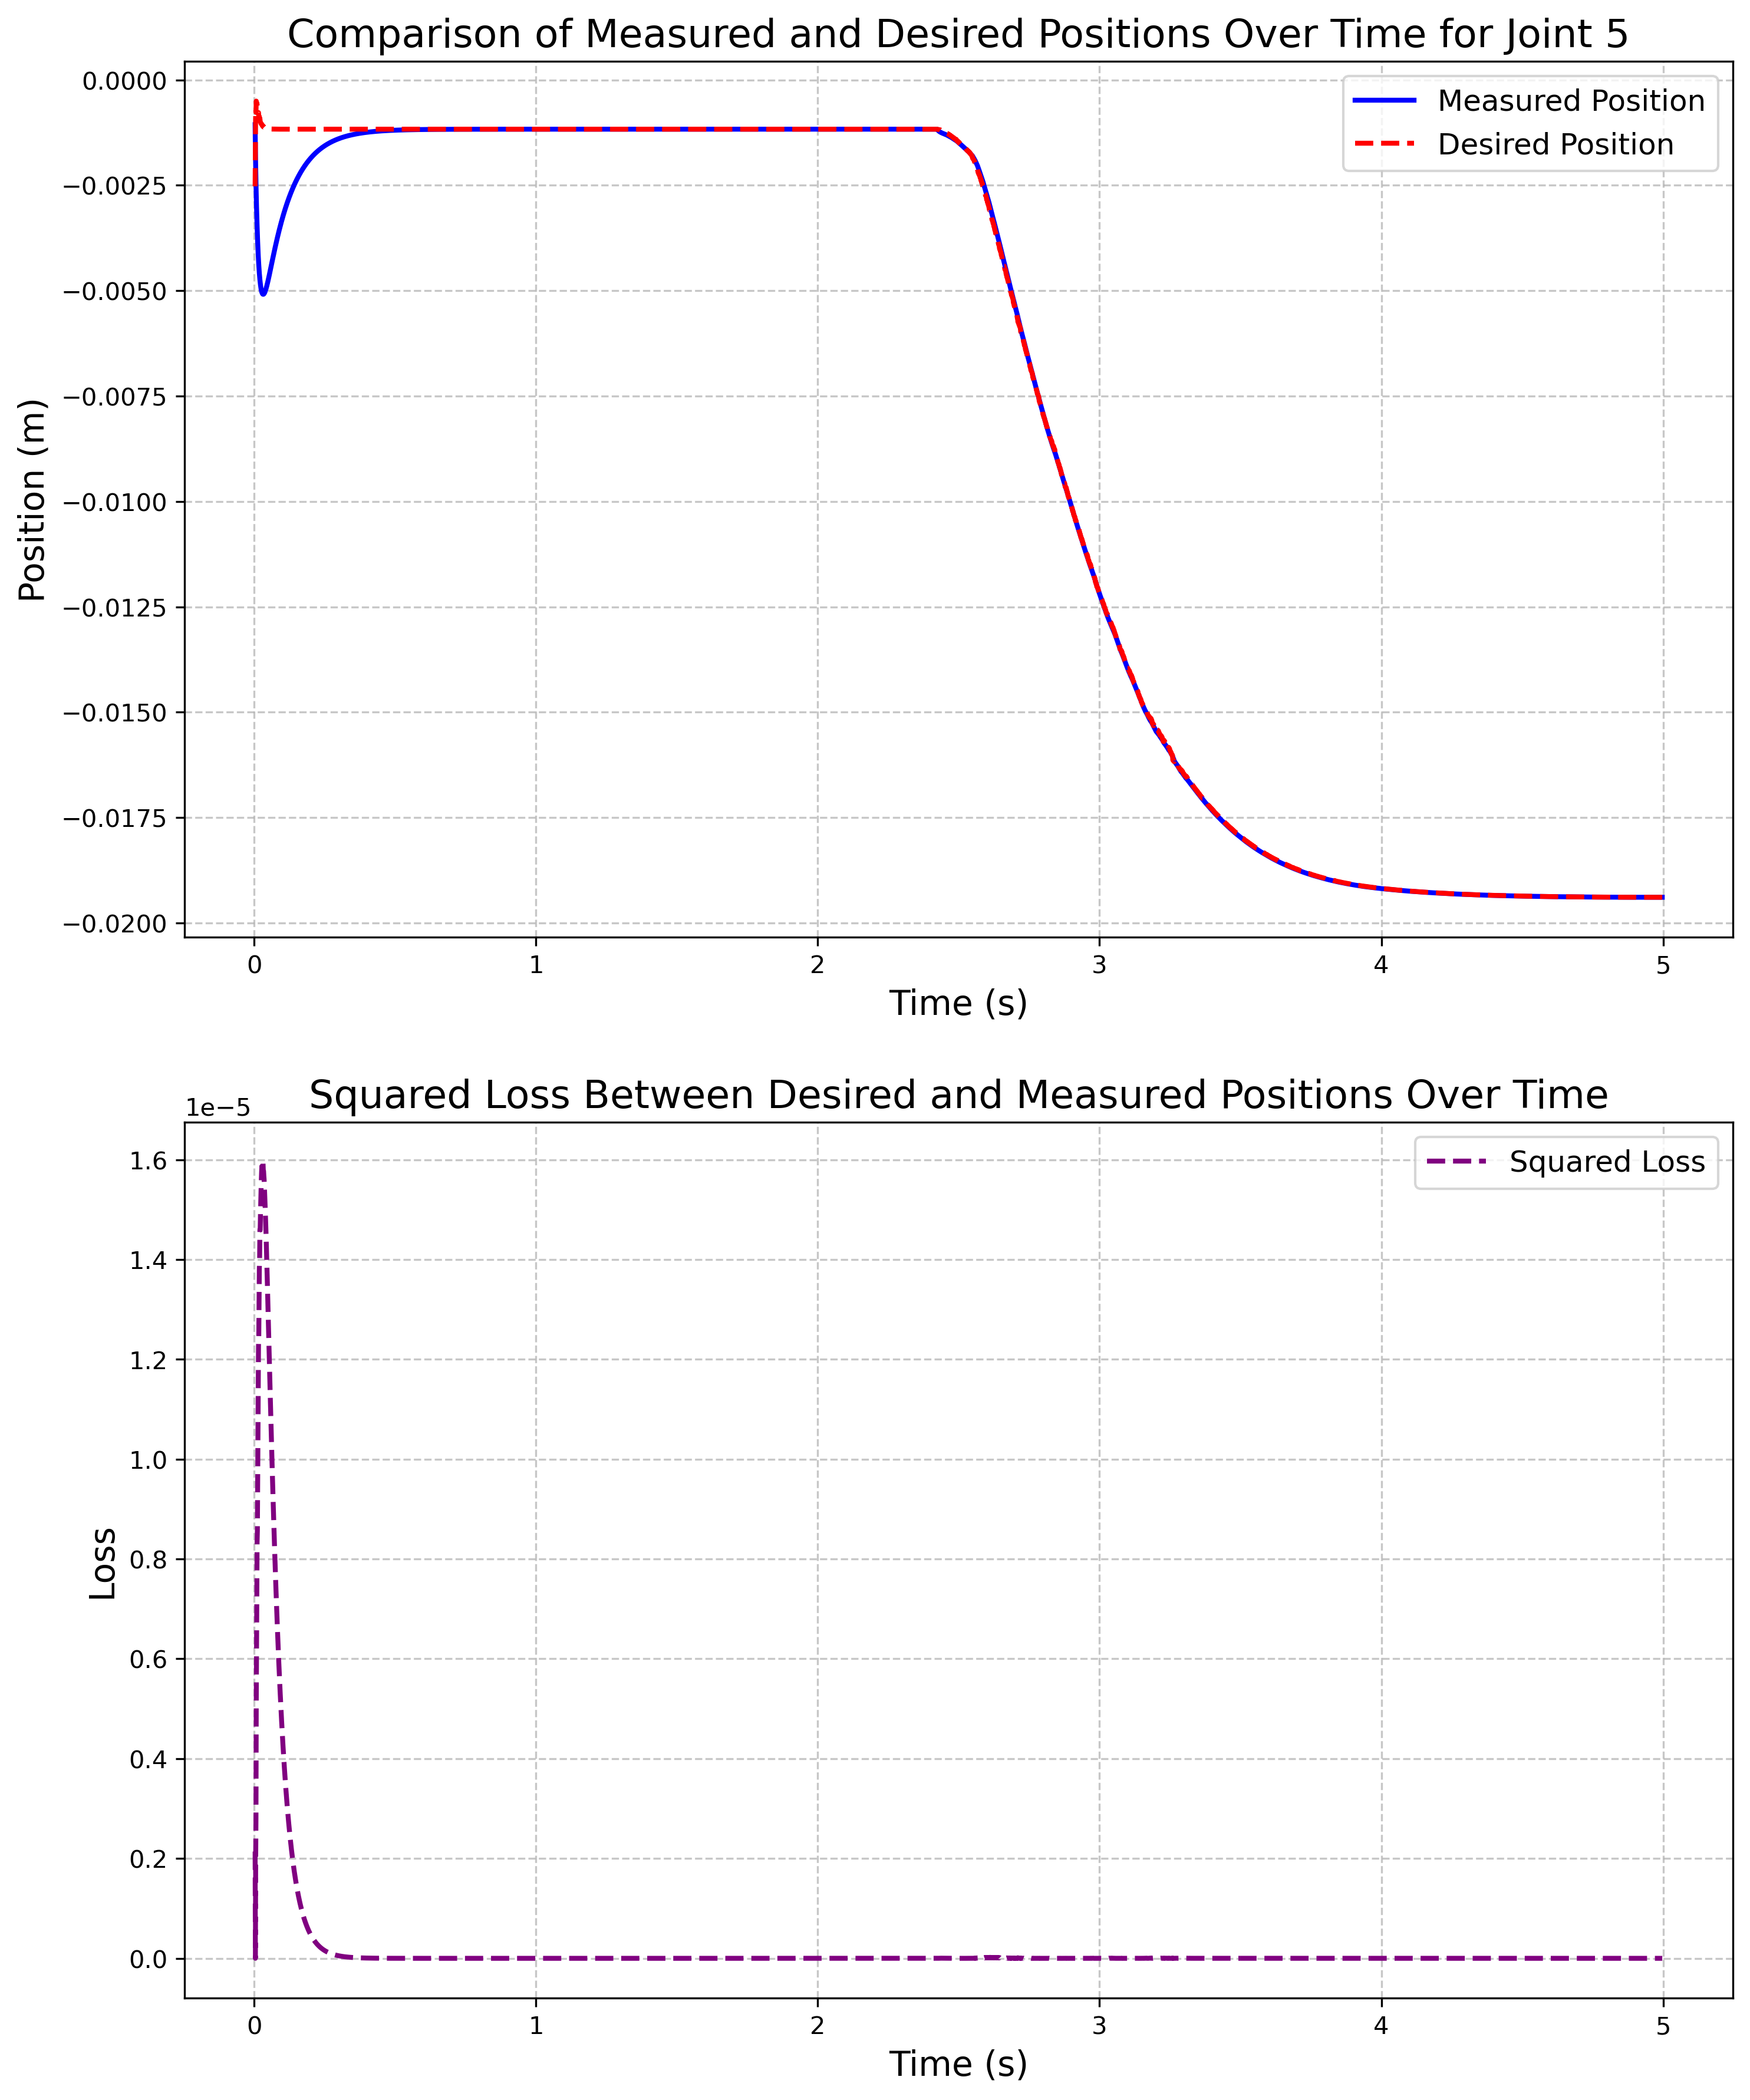 Comparison of Measured and Desired Positions Over Time for Joint 5
0.0000
−0.0025
−0.0050
−0.0075
−0.0100
−0.0125
−0.0150
−0.0175
−0.0200
Position (m)
Measured Position
Desired Position
0 1 2 3 4 5
Time (s)
Squared Loss Between Desired and Measured Positions Over Time
1e−5
1.6
1.4
1.2
1.0
0.8
0.6
0.4
0.2
0.0
Loss
Squared Loss
0 1 2 3 4 5
Time (s)